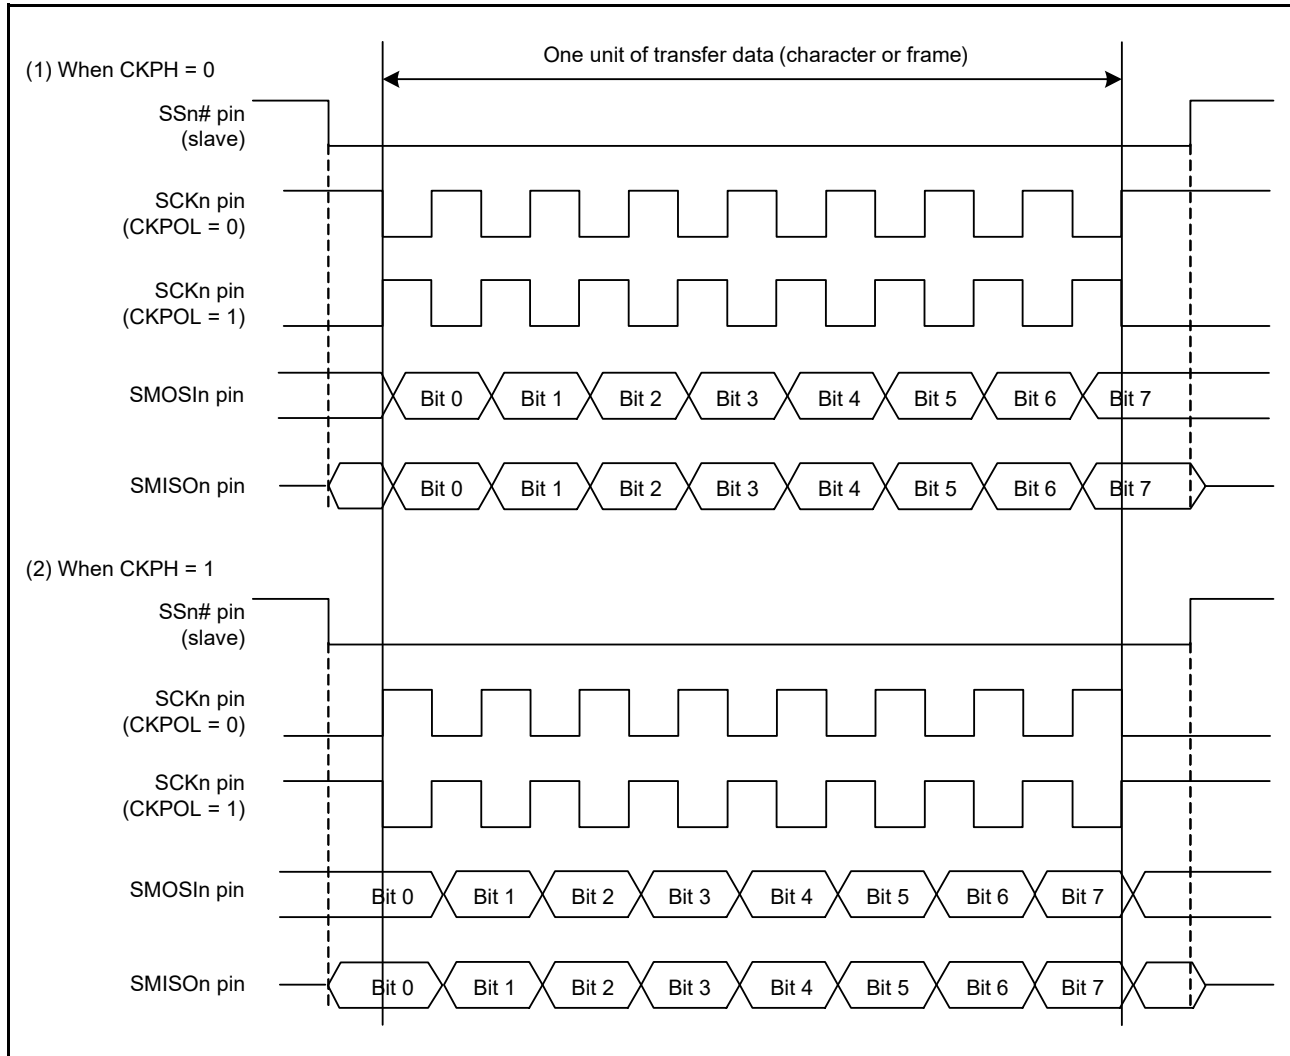 One unit of transfer data (character or frame)
(1) When CKPH = 0
SSn# pin
(slave)
SCKn pin
(CKPOL = 0)
SCKn pin
(CKPOL = 1)
SMOSIn pin
Bit 0 Bit 1 Bit 2 Bit 3 Bit 4 Bit 5 Bit 6 Bit 7
SMISOn pin
Bit 0 Bit 1 Bit 2 Bit 3 Bit 4 Bit 5 Bit 6 Bit 7
(2) When CKPH = 1
SSn# pin
(slave)
SCKn pin
(CKPOL = 0)
SCKn pin
(CKPOL = 1)
SMOSIn pin
Bit 0 Bit 1 Bit 2 Bit 3 Bit 4 Bit 5 Bit 6 Bit 7
SMISOn pin
Bit 0 Bit 1 Bit 2 Bit 3 Bit 4 Bit 5 Bit 6 Bit 7